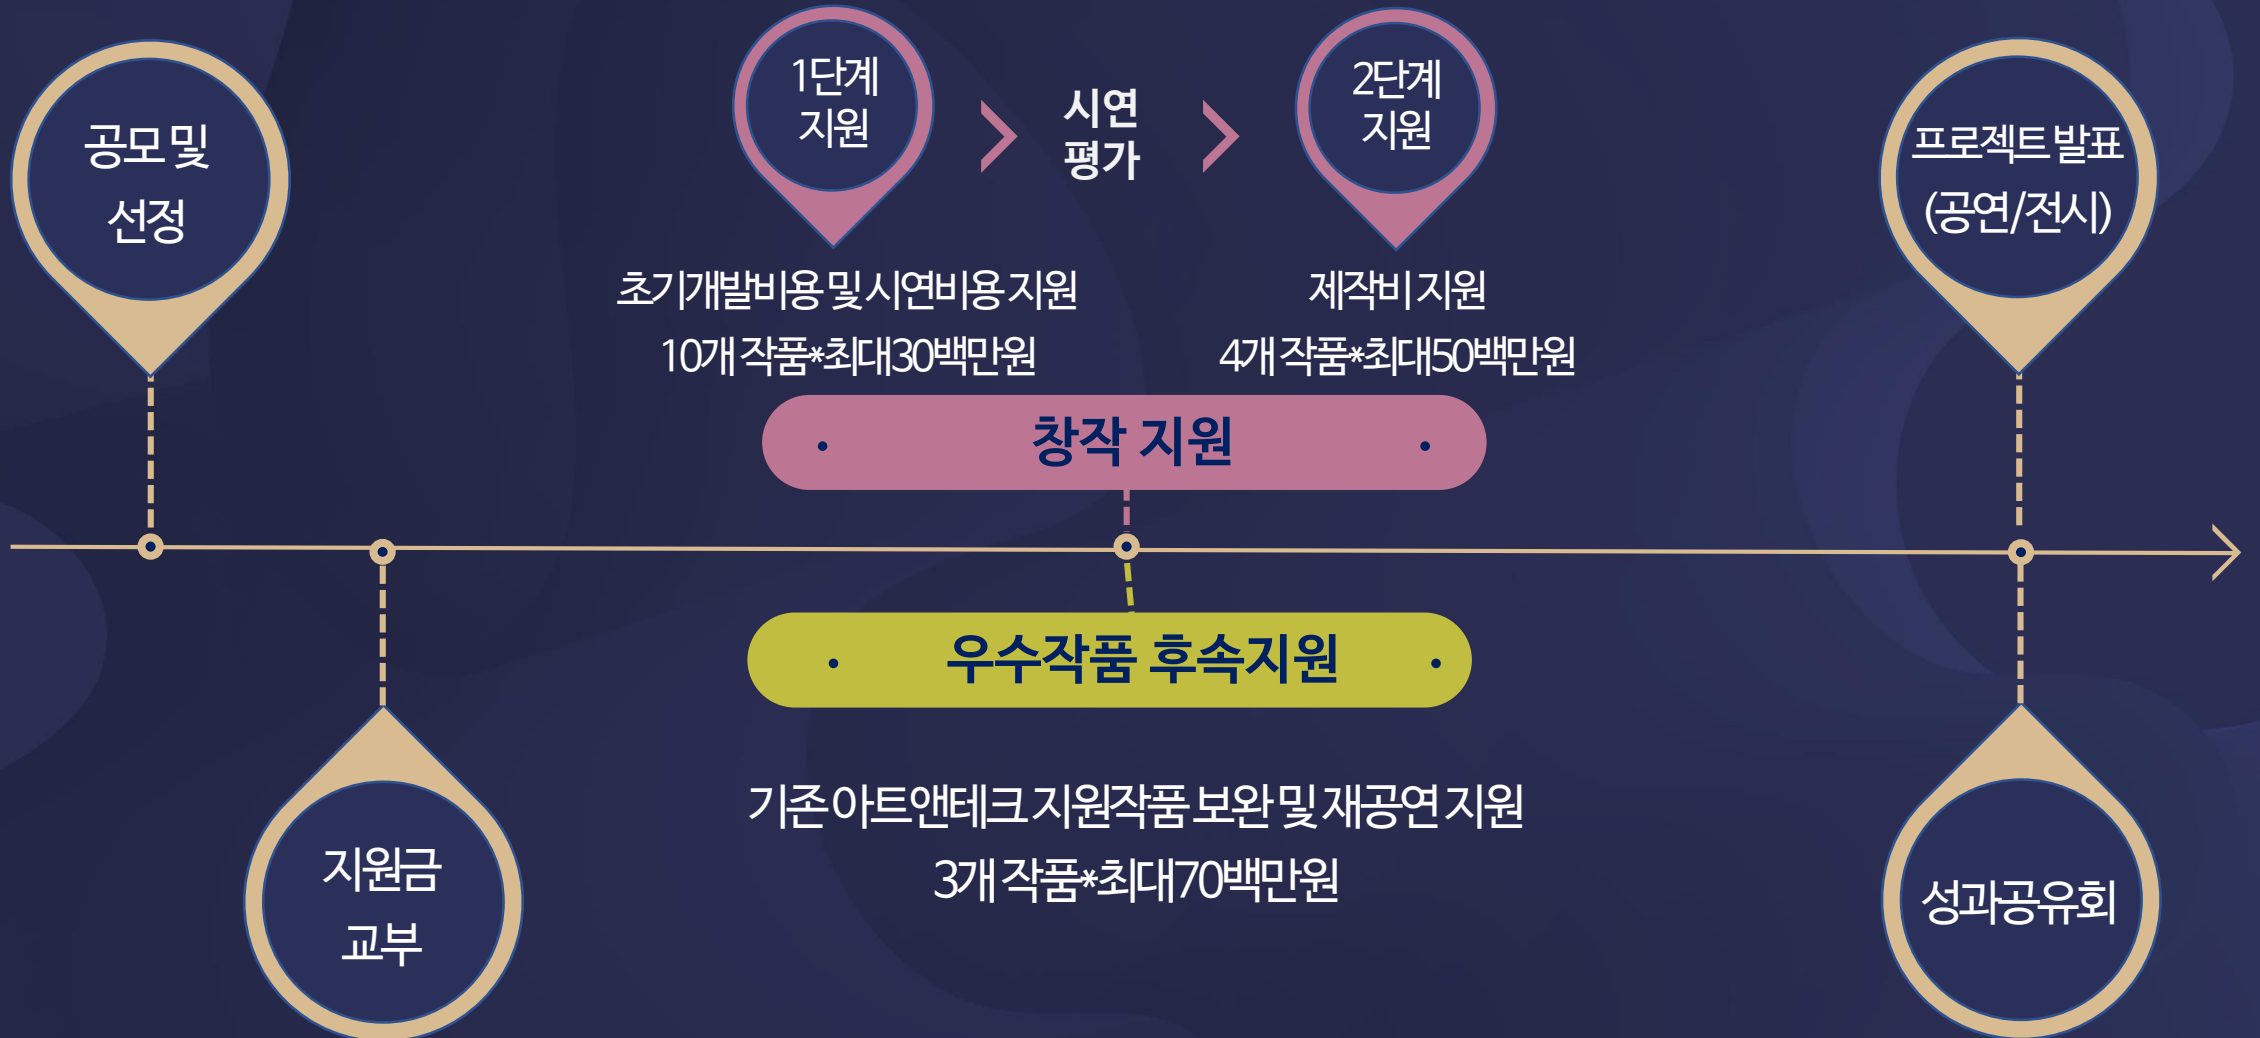 공모 및
선정
1단계
지원
시연
평가
2단계
지원
프로젝트 발표
(공연/전시)
초기개발비용 및 시연비용 지원
10개 작품*최대30백만원
제작비 지원
4개 작품*최대50백만원
창작 지원
우수작품 후속지원
기존 아트앤테크 지원작품 보완 및 재공연 지원
3개 작품*최대70백만원
지원금
교부
성과공유회